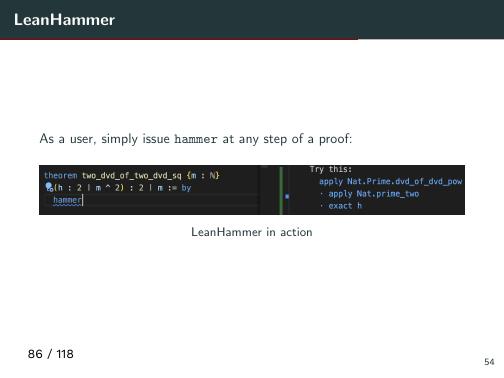 LeanHammer
As a user, simply issue hammer at any step of a proof:
theorem two_dvd_of_two_dvd_sq {m : ℕ}
(h : 2 | m ^ 2) : 2 | m := by
hammer
Try this:
apply Nat.Prime.dvd_of_dvd_pow
· apply Nat.prime_two
· exact h
LeanHammer in action
86 / 118
54